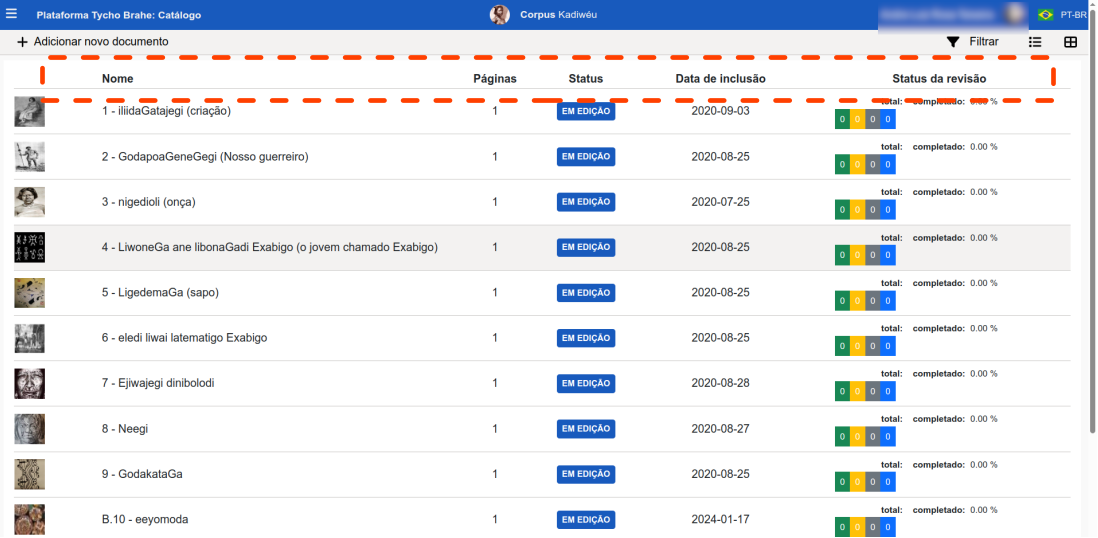 Plataforma Tycho Brahe: Catálogo Corpus Kadiwéu PT-BR
+ Adicionar novo documento Filtrar
Nome Páginas Status Data de inclusão Status da revisão
1 - iliidaGatajegi (criação) 1 EM EDIÇÃO 2020-09-03 total: completado: 0.00 %
0 0 0 0
2 - GodapoaGeneGegi (Nosso guerreiro) 1 EM EDIÇÃO 2020-08-25 total: completado: 0.00 %
0 0 0 0
3 - nigedioli (onça) 1 EM EDIÇÃO 2020-07-25 total: completado: 0.00 %
0 0 0 0
4 - LiwoneGa ane libonaGadi Exabigo (o jovem chamado Exabigo) 1 EM EDIÇÃO 2020-08-25 total: completado: 0.00 %
0 0 0 0
5 - LigedemaGa (sapo) 1 EM EDIÇÃO 2020-08-25 total: completado: 0.00 %
0 0 0 0
6 - eledi liwai latematigo Exabigo 1 EM EDIÇÃO 2020-08-25 total: completado: 0.00 %
0 0 0 0
7 - Ejiwajegi dinibolodi 1 EM EDIÇÃO 2020-08-28 total: completado: 0.00 %
0 0 0 0
8 - Neegi 1 EM EDIÇÃO 2020-08-27 total: completado: 0.00 %
0 0 0 0
9 - GodakataGa 1 EM EDIÇÃO 2020-08-25 total: completado: 0.00 %
0 0 0 0
B.10 - eeyomoda 1 EM EDIÇÃO 2024-01-17 total: completado: 0.00 %
0 0 0 0